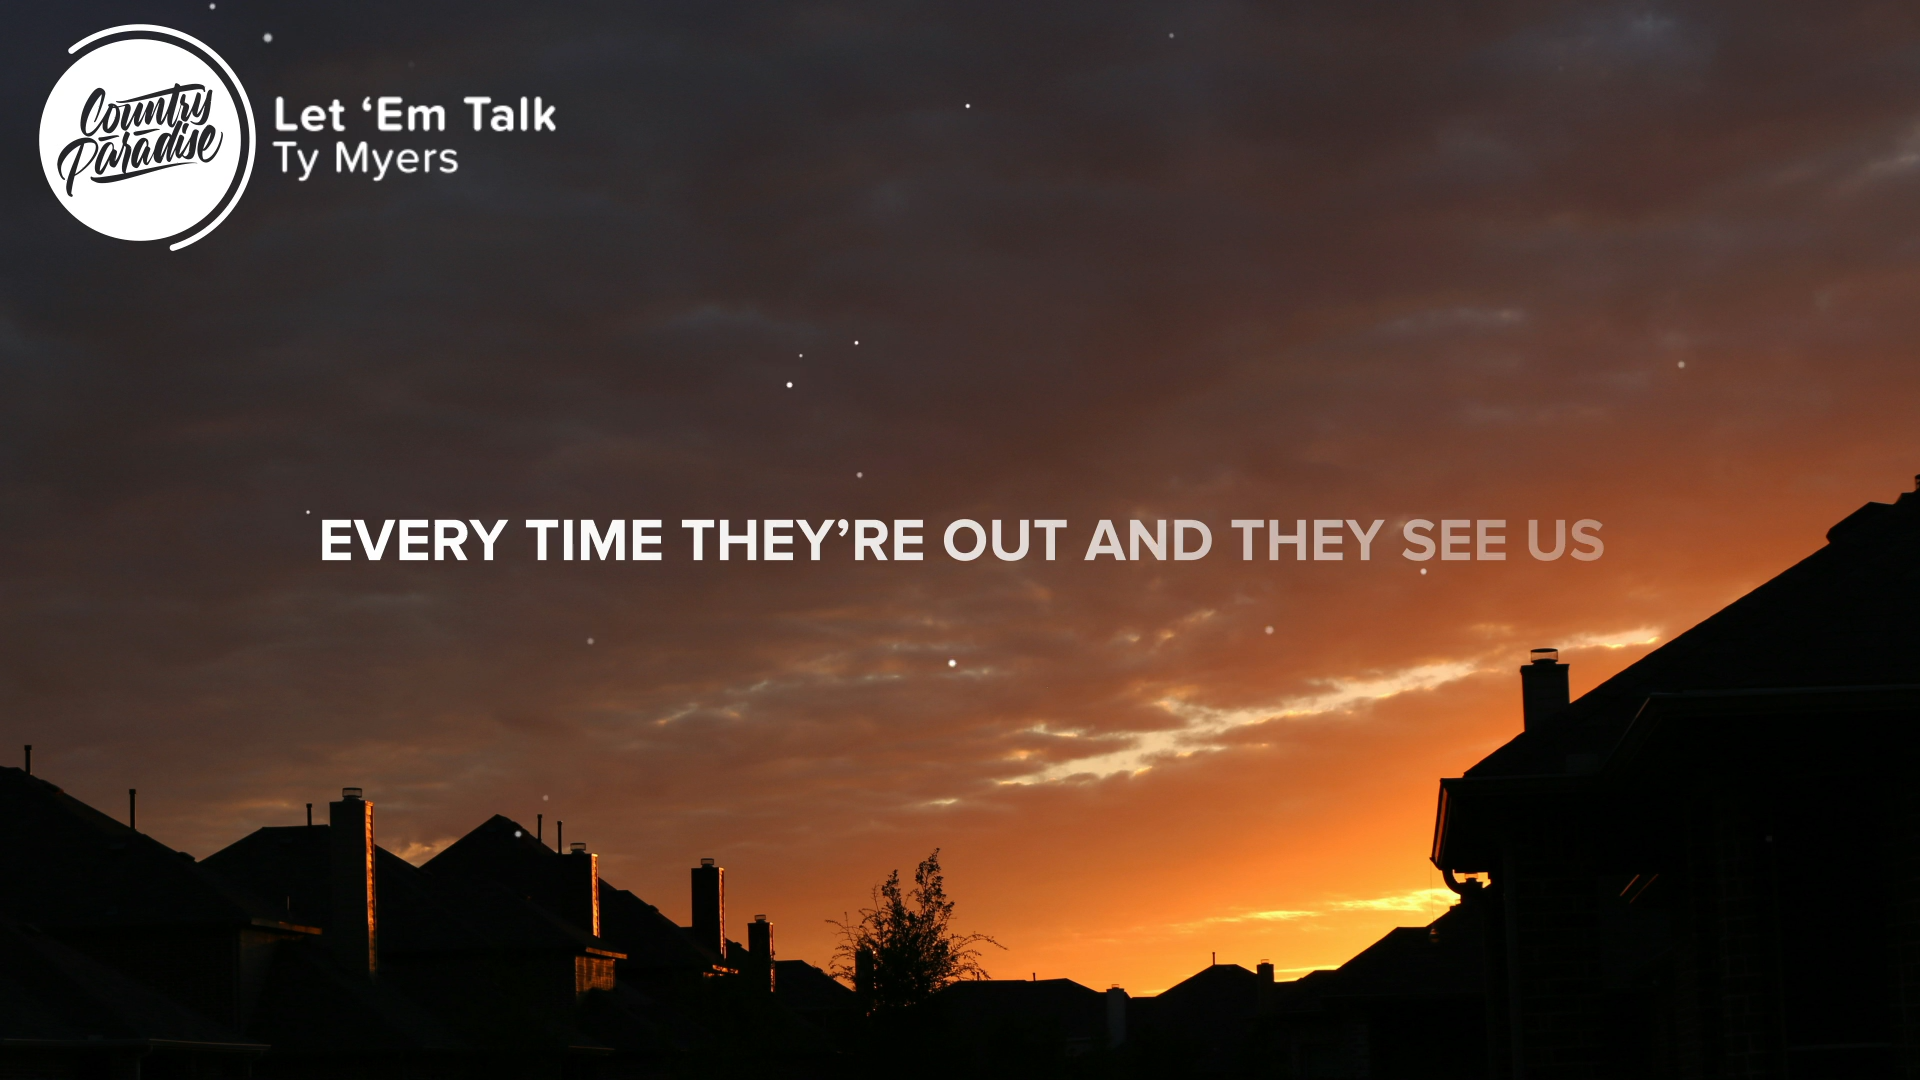 Country
Paradise
Let ‘Em Talk
Ty Myers
EVERY TIME THEY’RE OUT AND THEY SEE US